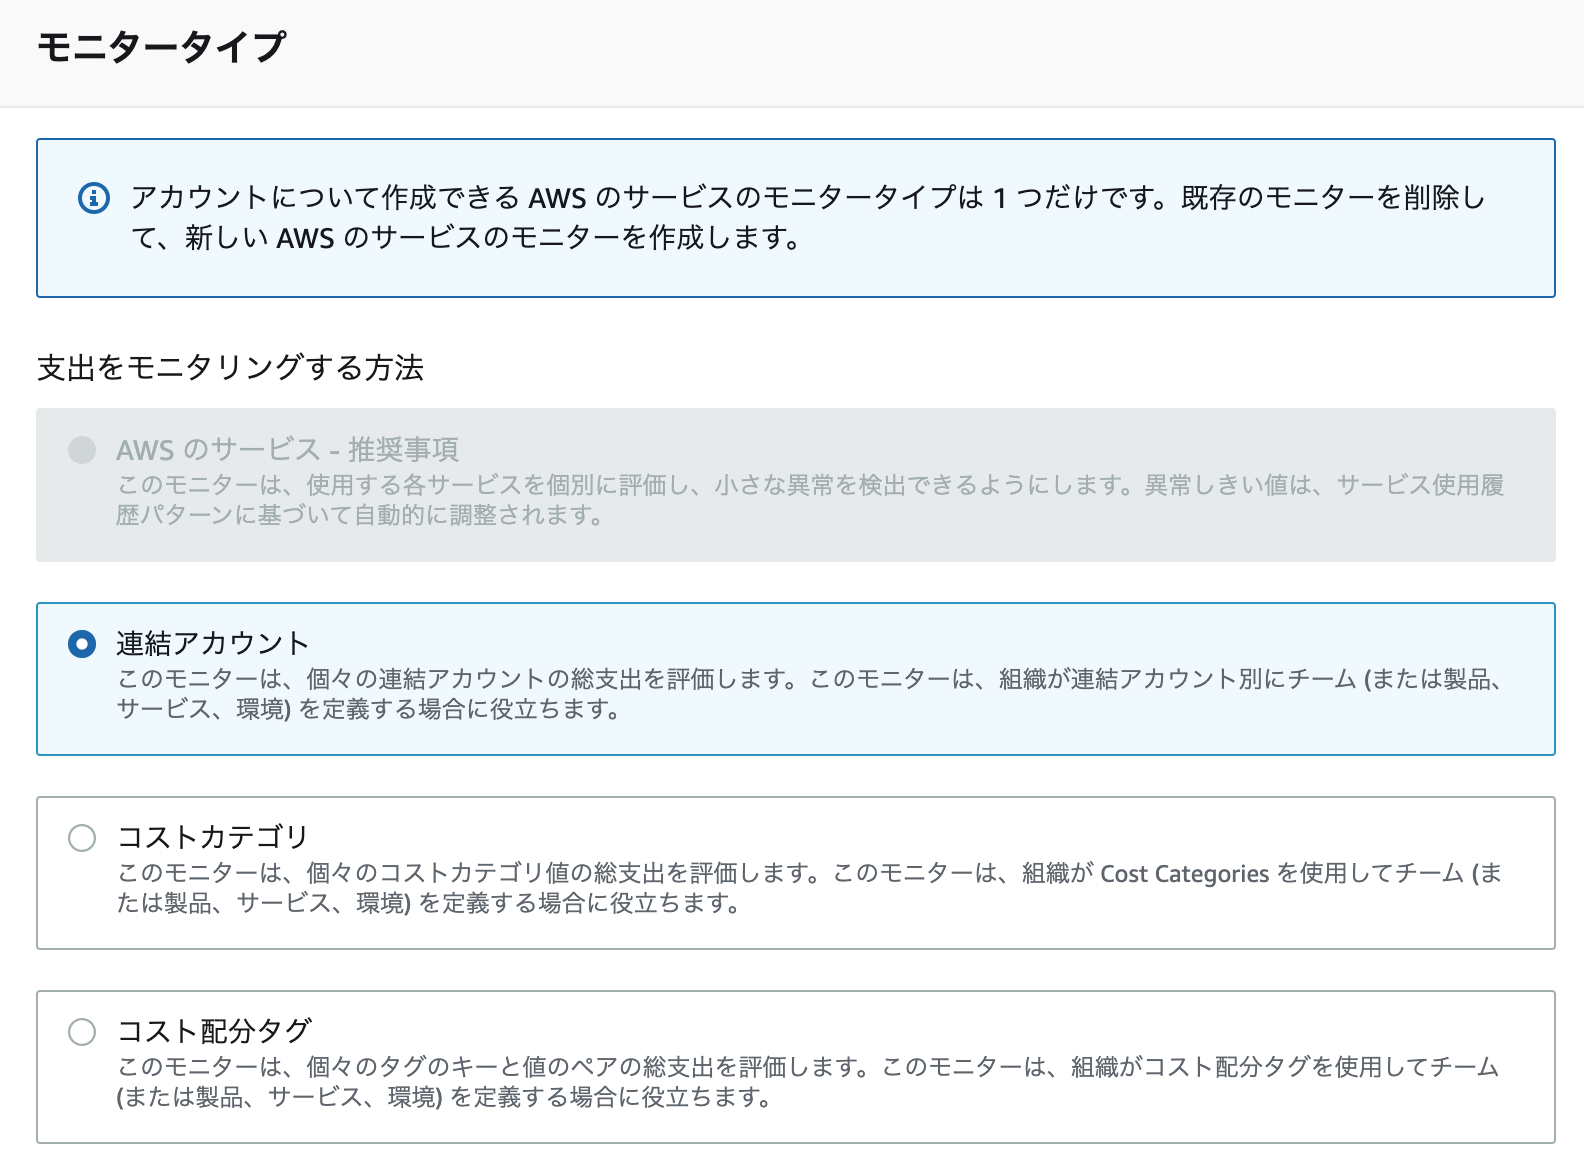 モニタータイプ
アカウントについて作成できる AWS のサービスのモニタータイプは 1 つだけです。既存のモニターを削除し
て、新しい AWS のサービスのモニターを作成します。
支出をモニタリングする方法
AWS のサービス - 推奨事項
このモニターは、使用する各サービスを個別に評価し、小さな異常を検出できるようにします。異常しきい値は、サービス使用履
歴パターンに基づいて自動的に調整されます。
連結アカウント
このモニターは、個々の連結アカウントの総支出を評価します。このモニターは、組織が連結アカウント別にチーム (または製品、
サービス、環境) を定義する場合に役立ちます。
コストカテゴリ
このモニターは、個々のコストカテゴリ値の総支出を評価します。このモニターは、組織が Cost Categories を使用してチーム (ま
たは製品、サービス、環境) を定義する場合に役立ちます。
コスト配分タグ
このモニターは、個々のタグのキーと値のペアの総支出を評価します。このモニターは、組織がコスト配分タグを使用してチーム
(または製品、サービス、環境) を定義する場合に役立ちます。